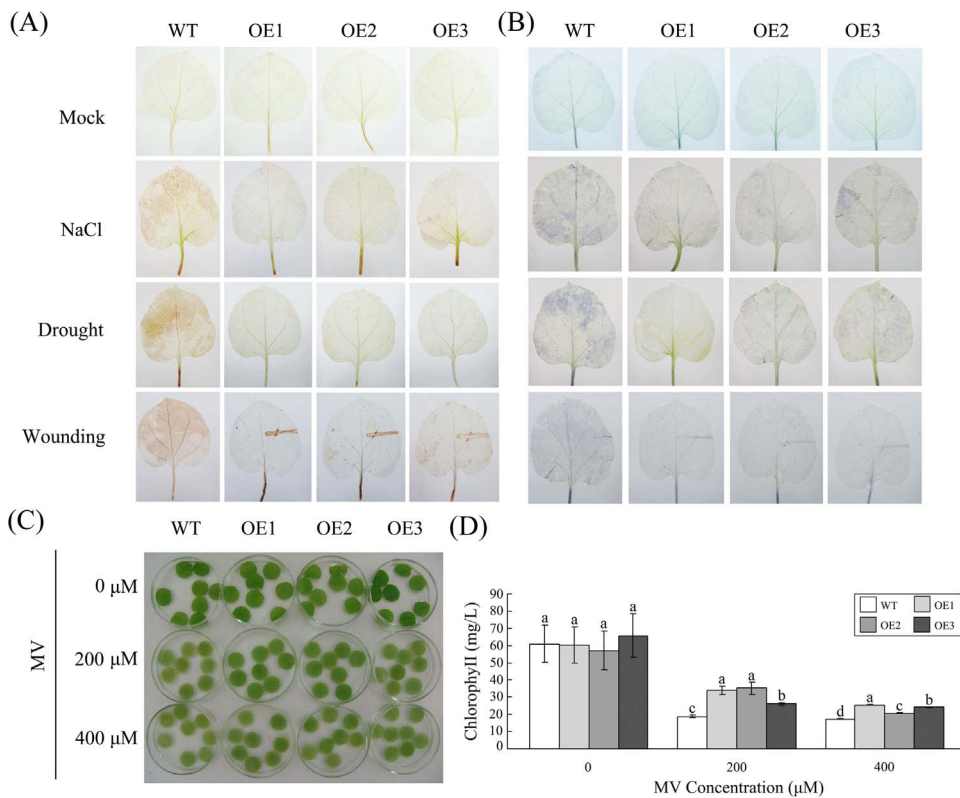 (A)
WT OE1 OE2 OE3
Mock
NaCl
Drought
Wounding
(B)
WT OE1 OE2 OE3
(C)
WT OE1 OE2 OE3
MV
0 μM
200 μM
400 μM
(D)
ChlorophyII (mg/L)
90
80
70
60
50
40
30
20
10
0
WT OE1
OE2 OE3
a a a a
c a a b
d a c b
0 200 400
MV Concentration (μM)